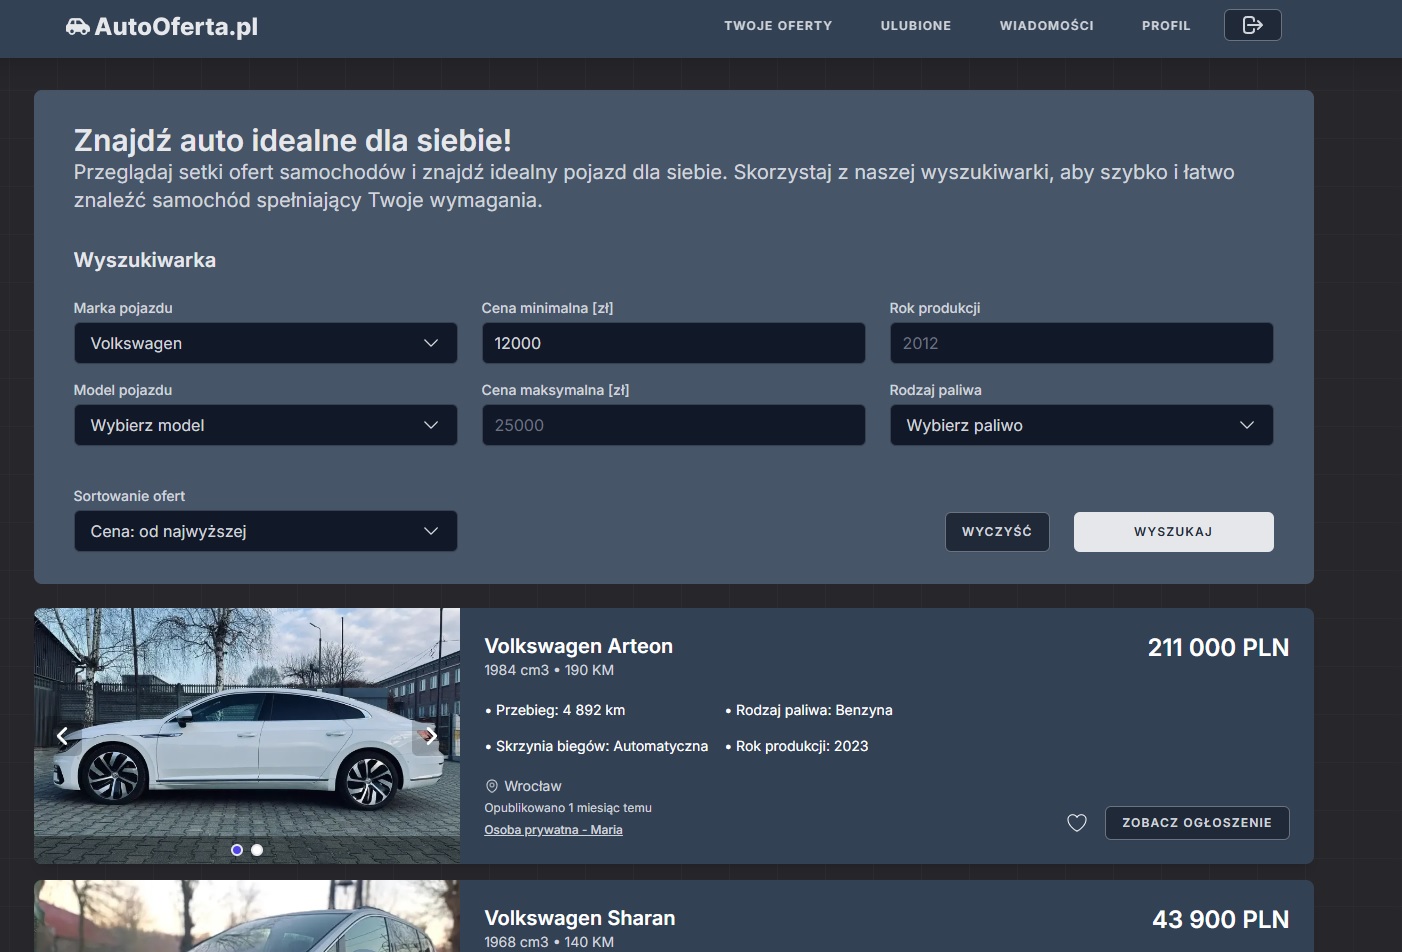 AutoOferta.pl
TWOJE OFERTY
ULUBIONE
WIADOMOŚCI
PROFIL
Znajdź auto idealne dla siebie!
Przeglądaj setki ofert samochodów i znajdź idealny pojazd dla siebie. Skorzystaj z naszej wyszukiwarki, aby szybko i łatwo
znaleźć samochód spełniający Twoje wymagania.
Wyszukiwarka
Marka pojazdu
Cena minimalna [zł]
Rok produkcji
Volkswagen
12000
2012
Model pojazdu
Cena maksymalna [zł]
Rodzaj paliwa
Wybierz model
25000
Wybierz paliwo
Sortowanie ofert
Cena: od najwyższej
WYCZYŚĆ
WYSZUKAJ
Volkswagen Arteon
211 000 PLN
1984 cm3 • 190 KM
• Przebieg: 4 892 km
• Rodzaj paliwa: Benzyna
• Skrzynia biegów: Automatyczna
• Rok produkcji: 2023
Wrocław
Opublikowano 1 miesiąc temu
Osoba prywatna - Maria
ZOBACZ OGŁOSZENIE
Volkswagen Sharan
43 900 PLN
1968 cm3 • 140 KM